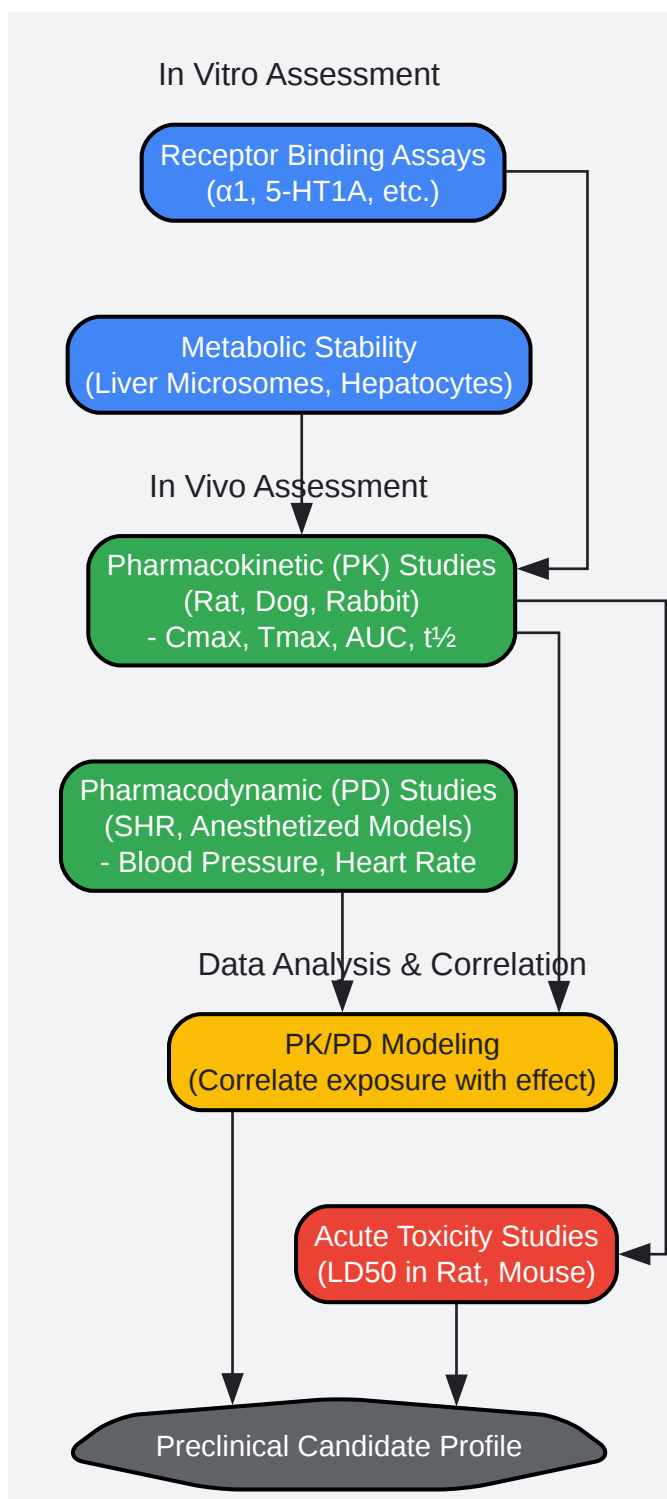 In Vitro Assessment
Receptor Binding Assays
(α1, 5-HT1A, etc.)
Metabolic Stability
(Liver Microsomes, Hepatocytes)
In Vivo Assessment
Pharmacokinetic (PK) Studies
(Rat, Dog, Rabbit)
- Cmax, Tmax, AUC, t½
Pharmacodynamic (PD) Studies
(SHR, Anesthetized Models)
- Blood Pressure, Heart Rate
Data Analysis & Correlation
PK/PD Modeling
(Correlate exposure with effect)
Acute Toxicity Studies
(LD50 in Rat, Mouse)
Preclinical Candidate Profile